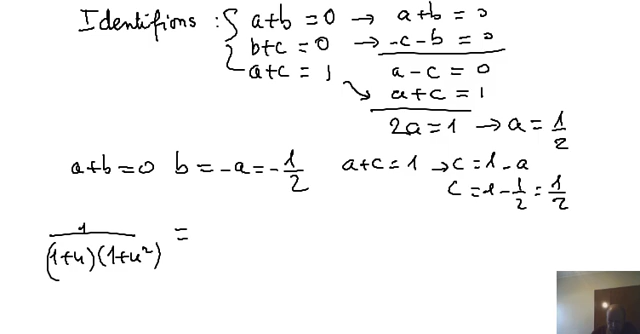 Identifions : { a+b = 0 → a+b = 0
b+c = 0 → -c-b = 0
a+c = 1 a-c = 0
↘ a+c = 1
2a = 1 → a = 1/2
a+b = 0 b = -a = -1/2 a+c = 1 → c = 1-a
c = 1 - 1/2 = 1/2
1/((1+u)(1+u²)) =